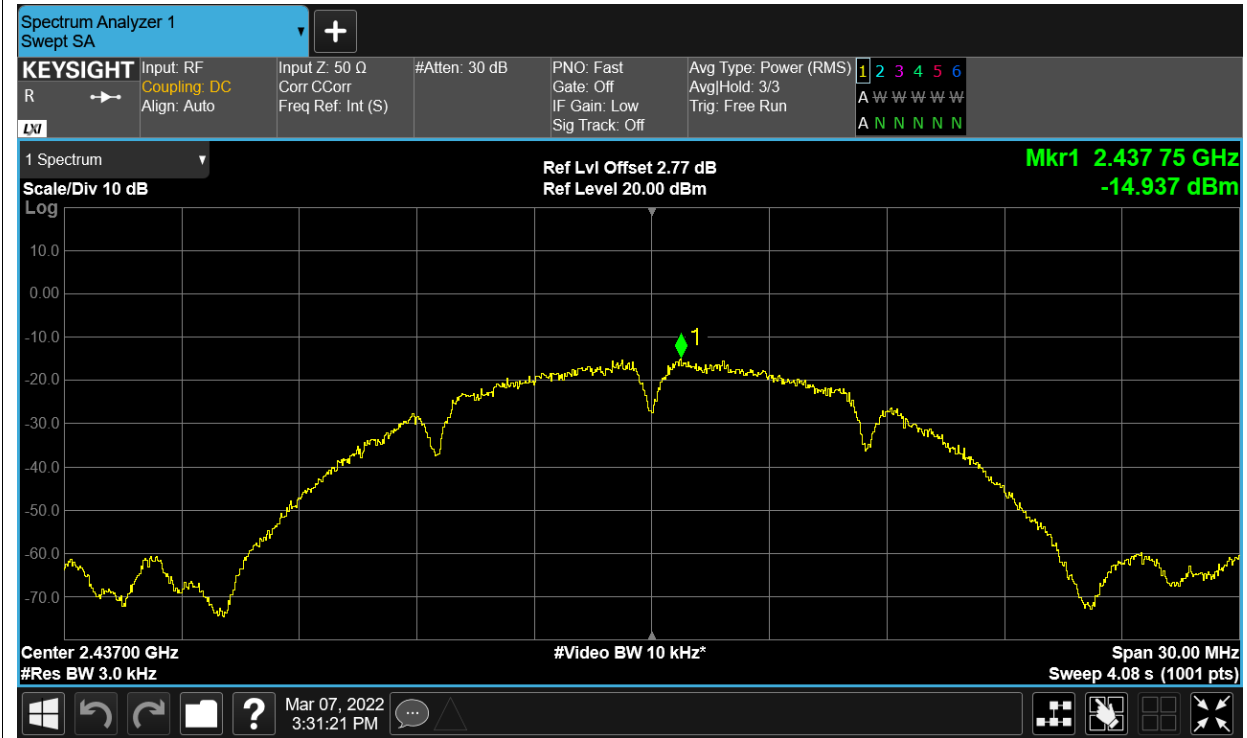 Spectrum Analyzer 1
Swept SA
KEYSIGHT
R
LXI
Input: RF
Coupling: DC
Align: Auto
Input Z: 50 Ω
Corr CCorr
Freq Ref: Int (S)
#Atten: 30 dB
PNO: Fast
Gate: Off
IF Gain: Low
Sig Track: Off
Avg Type: Power (RMS)
Avg|Hold: 3/3
Trig: Free Run
1 2 3 4 5 6
A W W W W W
A N N N N N
1 Spectrum
Scale/Div 10 dB
Ref Lvl Offset 2.77 dB
Ref Level 20.00 dBm
Mkr1 2.437 75 GHz
-14.937 dBm
Log
10.0
0.00
-10.0
1
-20.0
-30.0
-40.0
-50.0
-60.0
-70.0
Center 2.43700 GHz
#Video BW 10 kHz*
Span 30.00 MHz
#Res BW 3.0 kHz
Sweep 4.08 s (1001 pts)
?
Mar 07, 2022
3:31:21 PM